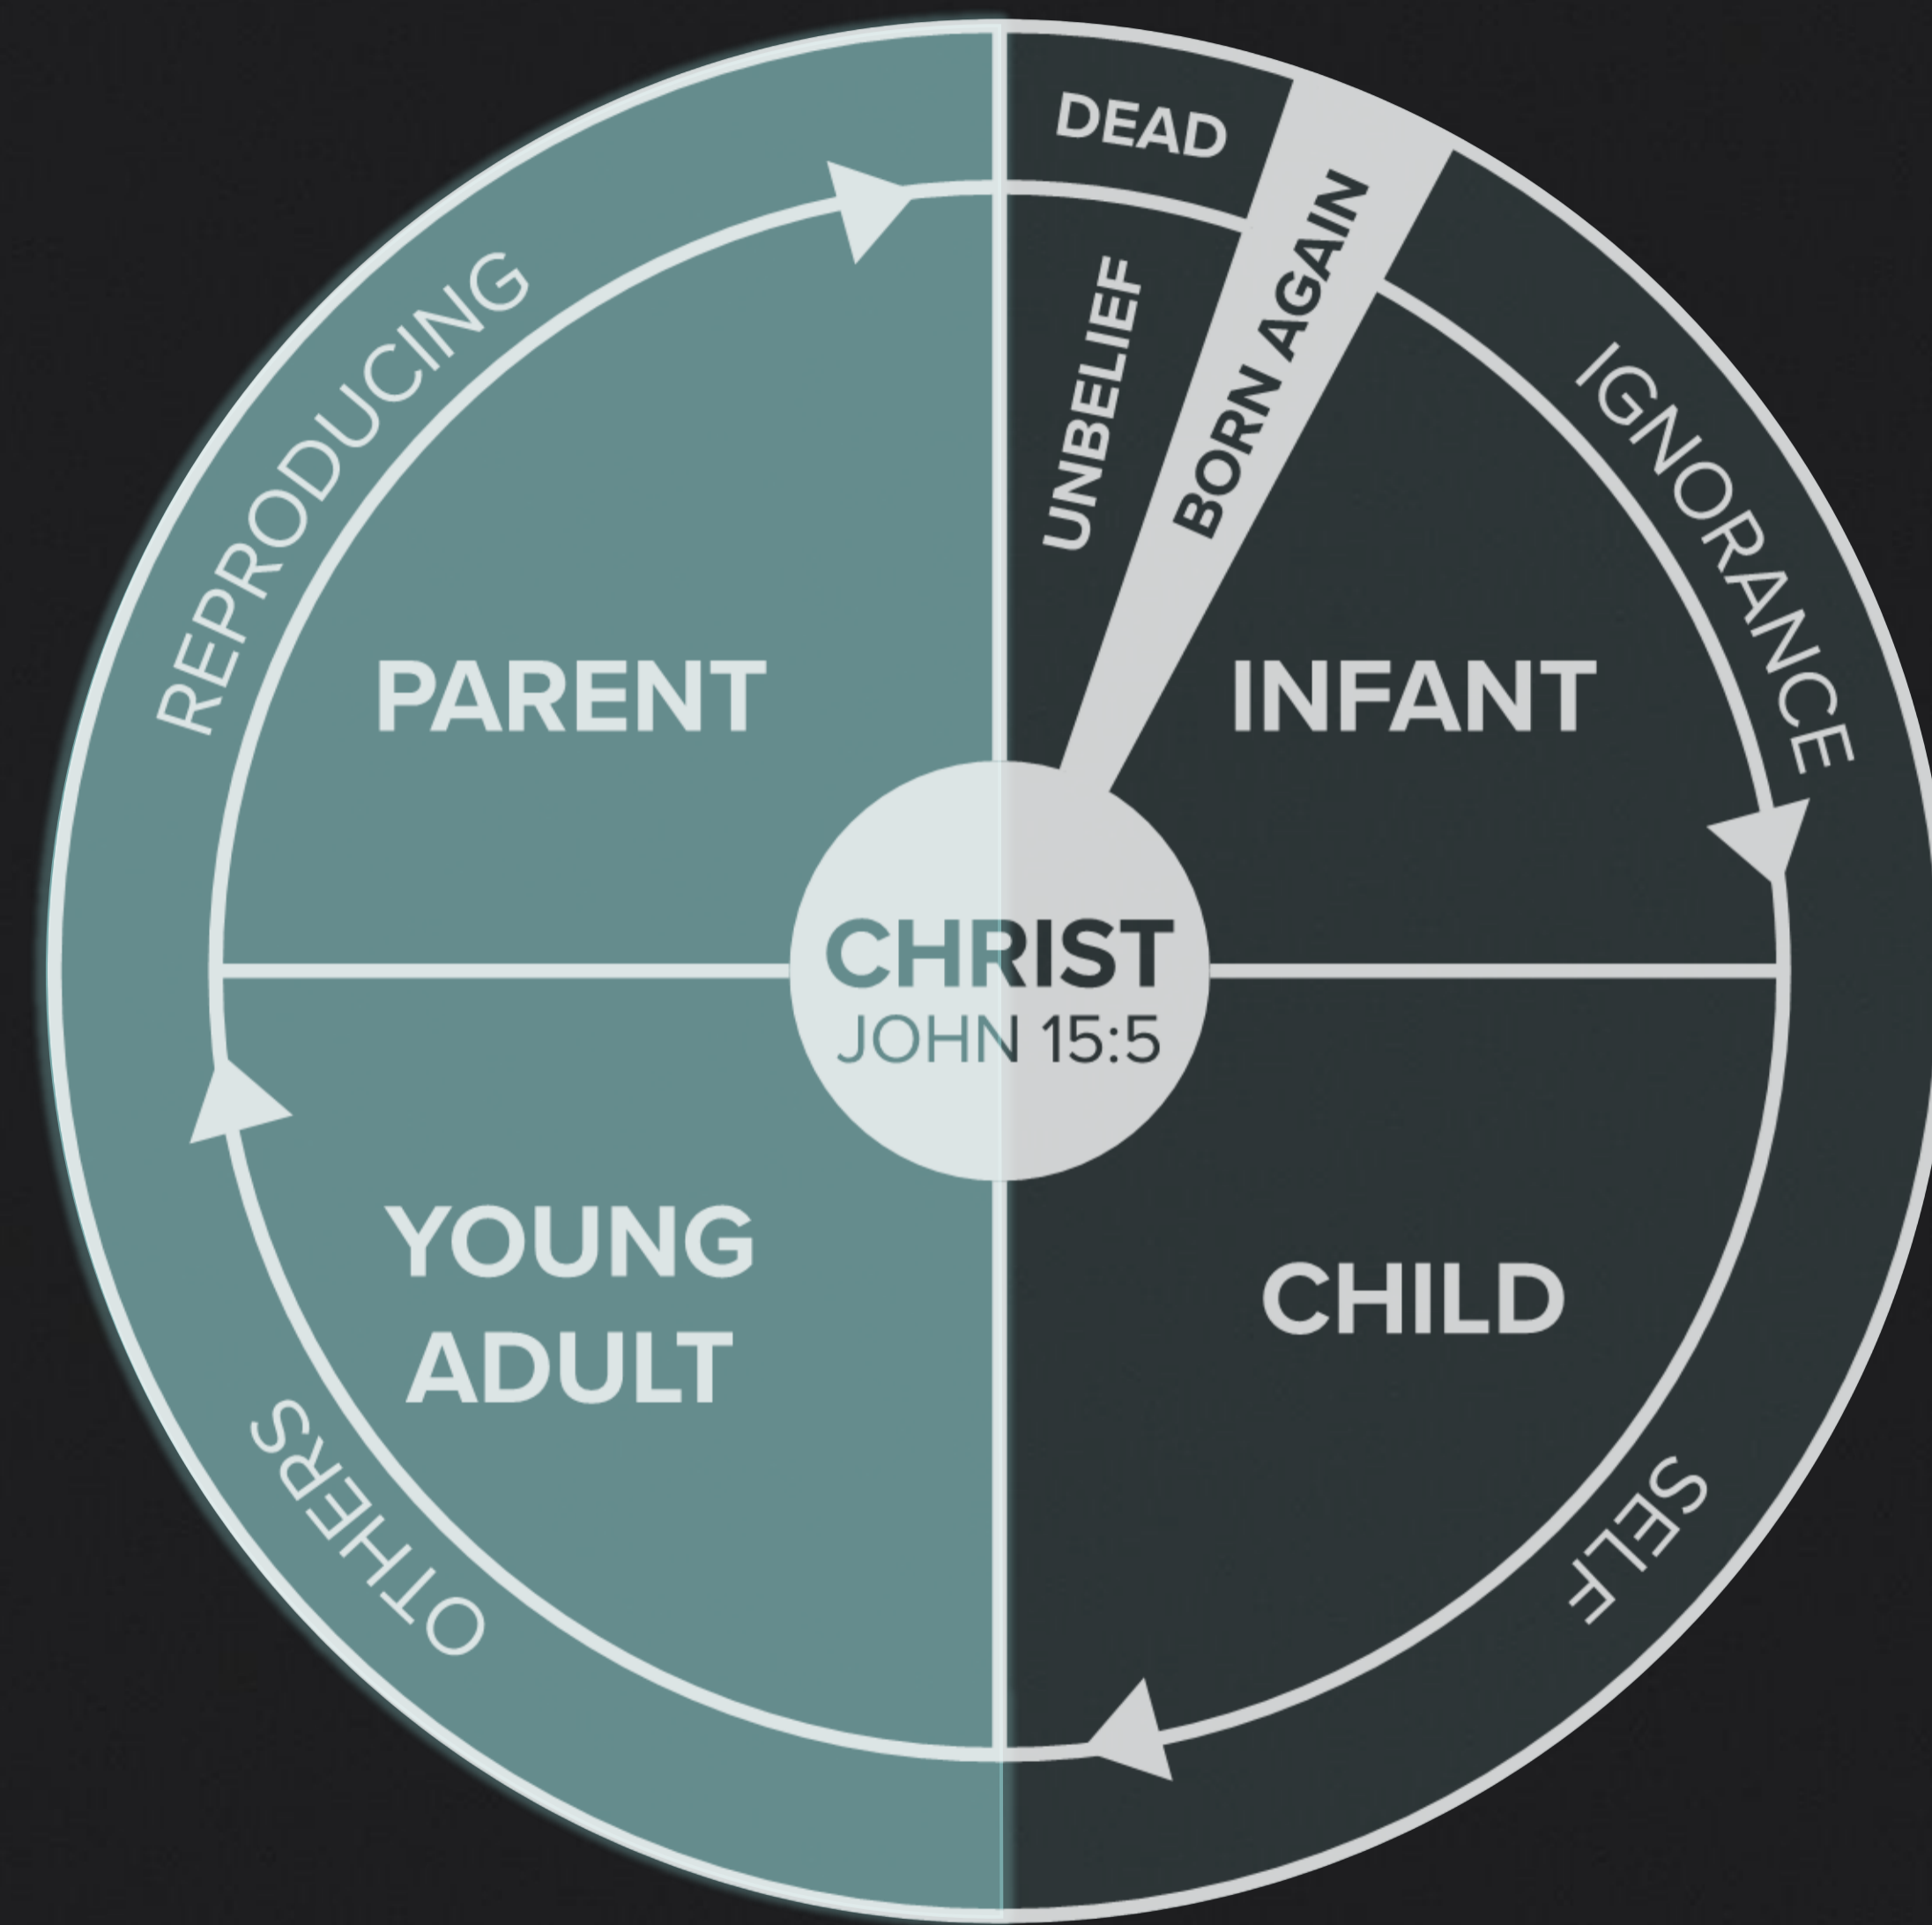 DEAD
UNBELIEF
BORN AGAIN
IGNORANCE
INFANT
CHILD
SELF
YOUNG
ADULT
OTHERS
PARENT
REPRODUCING
CHRIST
JOHN 15:5